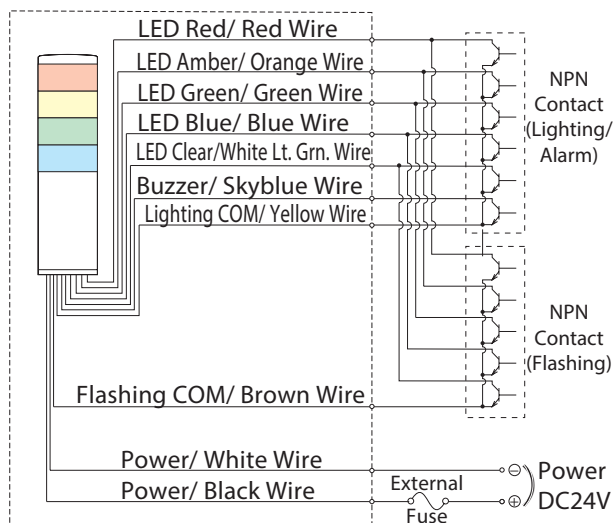 LED Red/ Red Wire
LED Amber/ Orange Wire
LED Green/ Green Wire
LED Blue/ Blue Wire
LED Clear/White Lt. Grn. Wire
Buzzer/ Skyblue Wire
Lighting COM/ Yellow Wire
NPN
Contact
(Lighting/
Alarm)
NPN
Contact
(Flashing)
Flashing COM/ Brown Wire
Power/ White Wire
Power/ Black Wire
External
Fuse
⊖ Power
⊕ DC24V